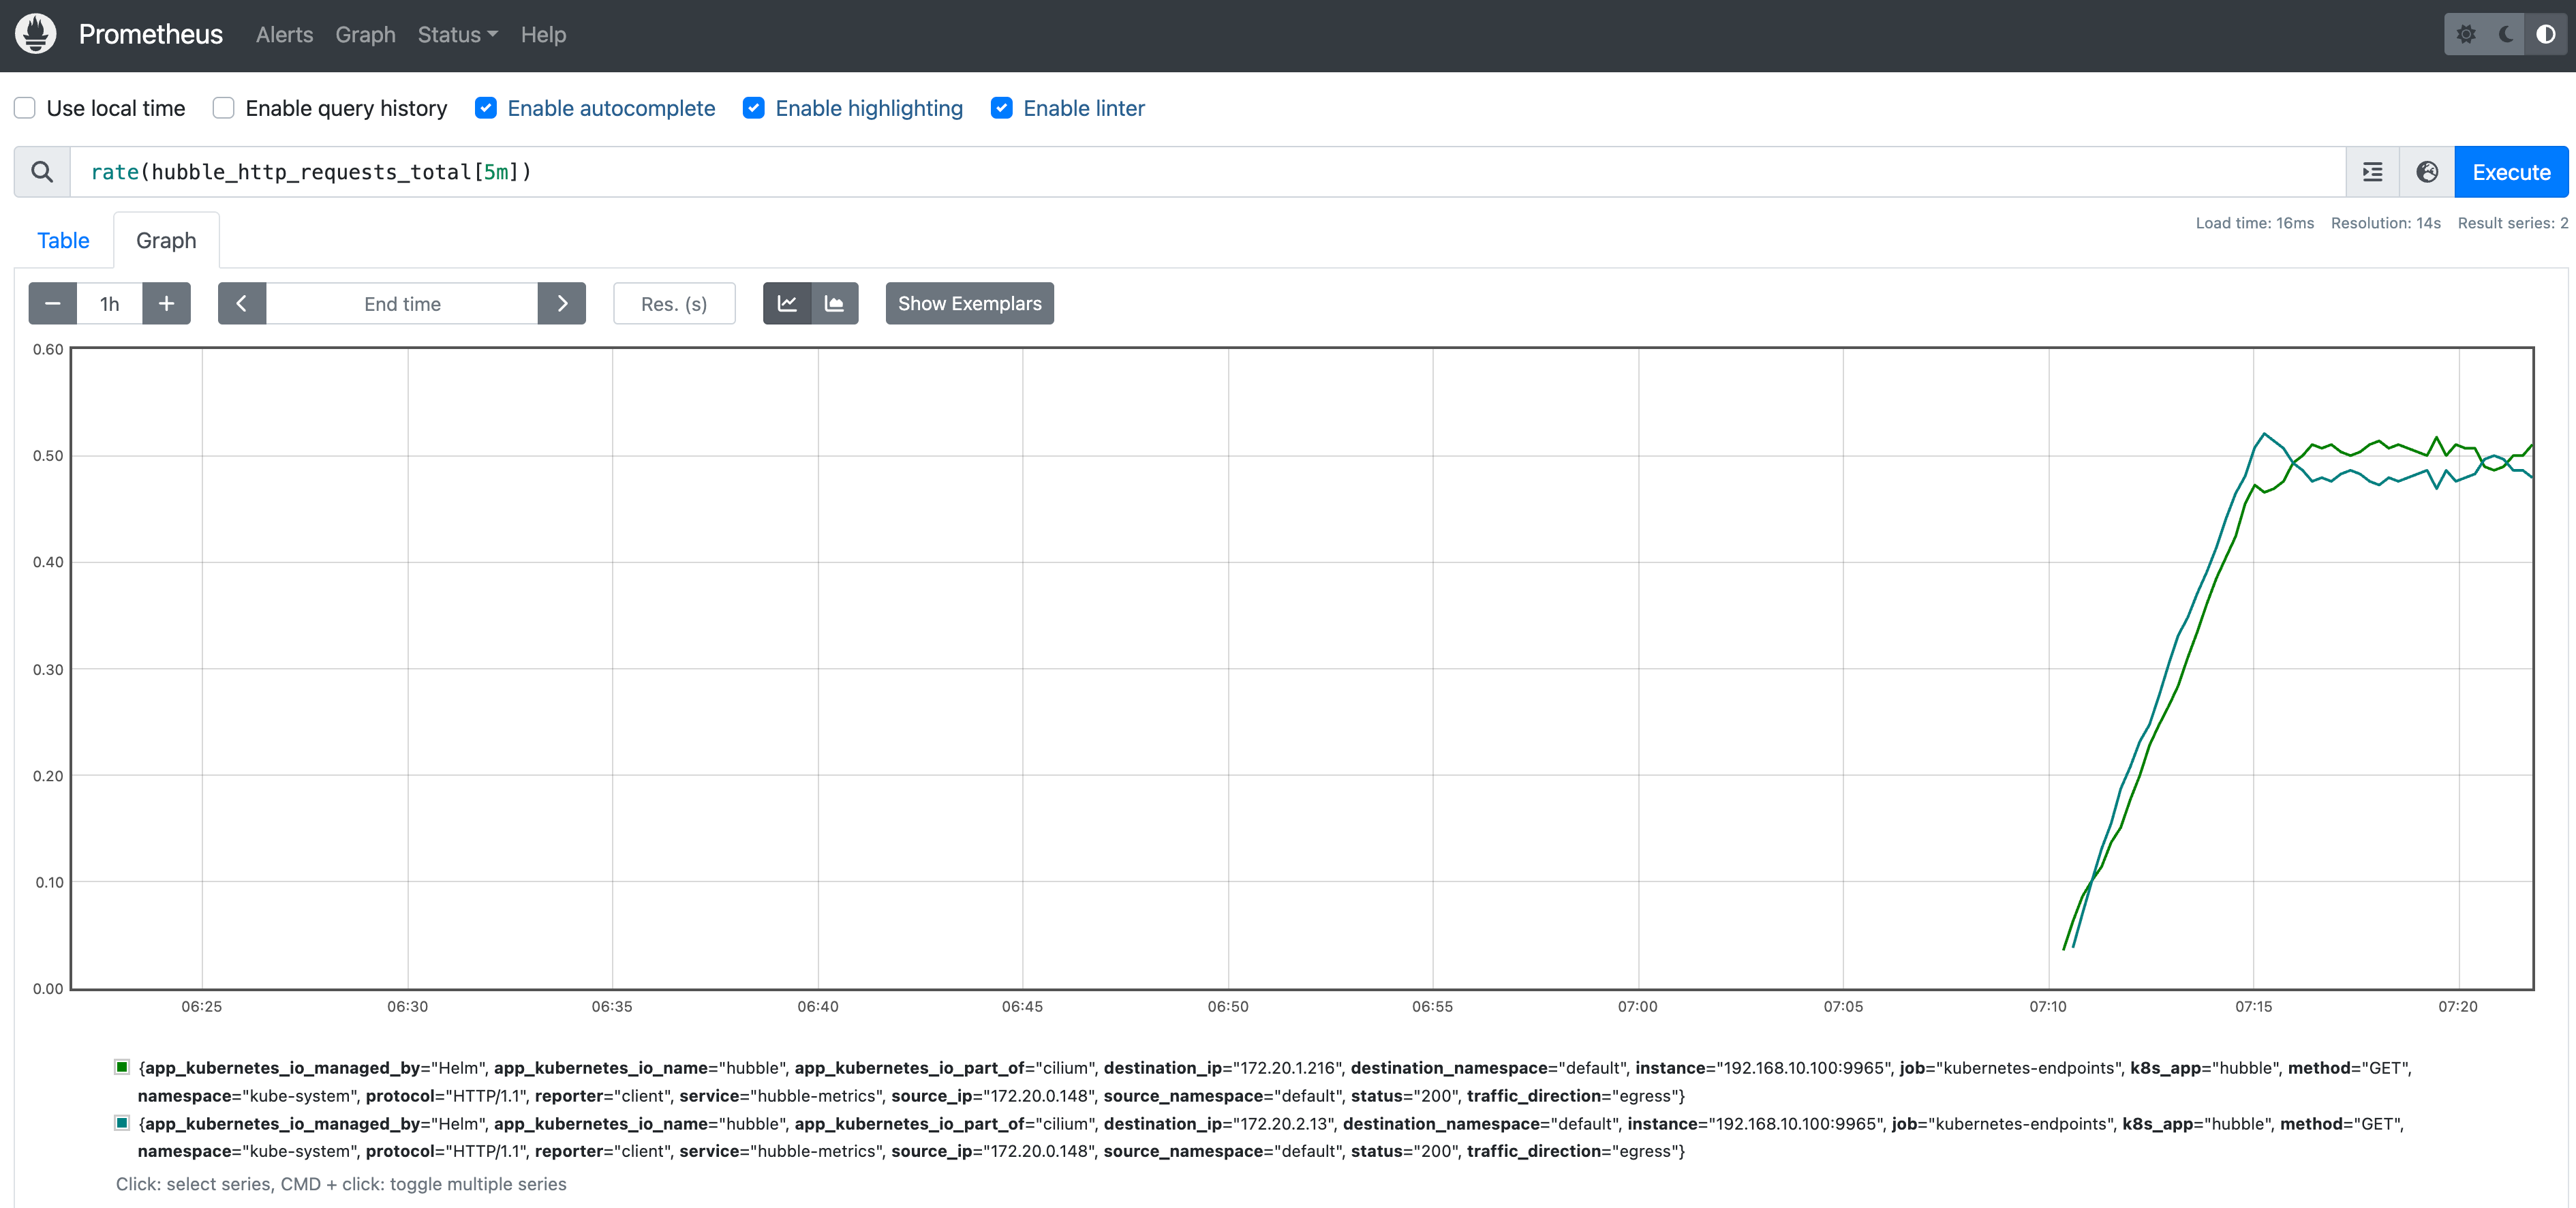 Prometheus Alerts Graph Status Help
Use local time Enable query history Enable autocomplete Enable highlighting Enable linter
rate(hubble_http_requests_total[5m]) Execute
Table Graph Load time: 16ms Resolution: 14s Result series: 2
1h End time Res. (s) Show Exemplars
0.60
0.50
0.40
0.30
0.20
0.10
0.00
06:25 06:30 06:35 06:40 06:45 06:50 06:55 07:00 07:05 07:10 07:15 07:20
{app_kubernetes_io_managed_by="Helm", app_kubernetes_io_name="hubble", app_kubernetes_io_part_of="cilium", destination_ip="172.20.1.216", destination_namespace="default", instance="192.168.10.100:9965", job="kubernetes-endpoints", k8s_app="hubble", method="GET",
namespace="kube-system", protocol="HTTP/1.1", reporter="client", service="hubble-metrics", source_ip="172.20.0.148", source_namespace="default", status="200", traffic_direction="egress"}
{app_kubernetes_io_managed_by="Helm", app_kubernetes_io_name="hubble", app_kubernetes_io_part_of="cilium", destination_ip="172.20.2.13", destination_namespace="default", instance="192.168.10.100:9965", job="kubernetes-endpoints", k8s_app="hubble", method="GET",
namespace="kube-system", protocol="HTTP/1.1", reporter="client", service="hubble-metrics", source_ip="172.20.0.148", source_namespace="default", status="200", traffic_direction="egress"}
Click: select series, CMD + click: toggle multiple series